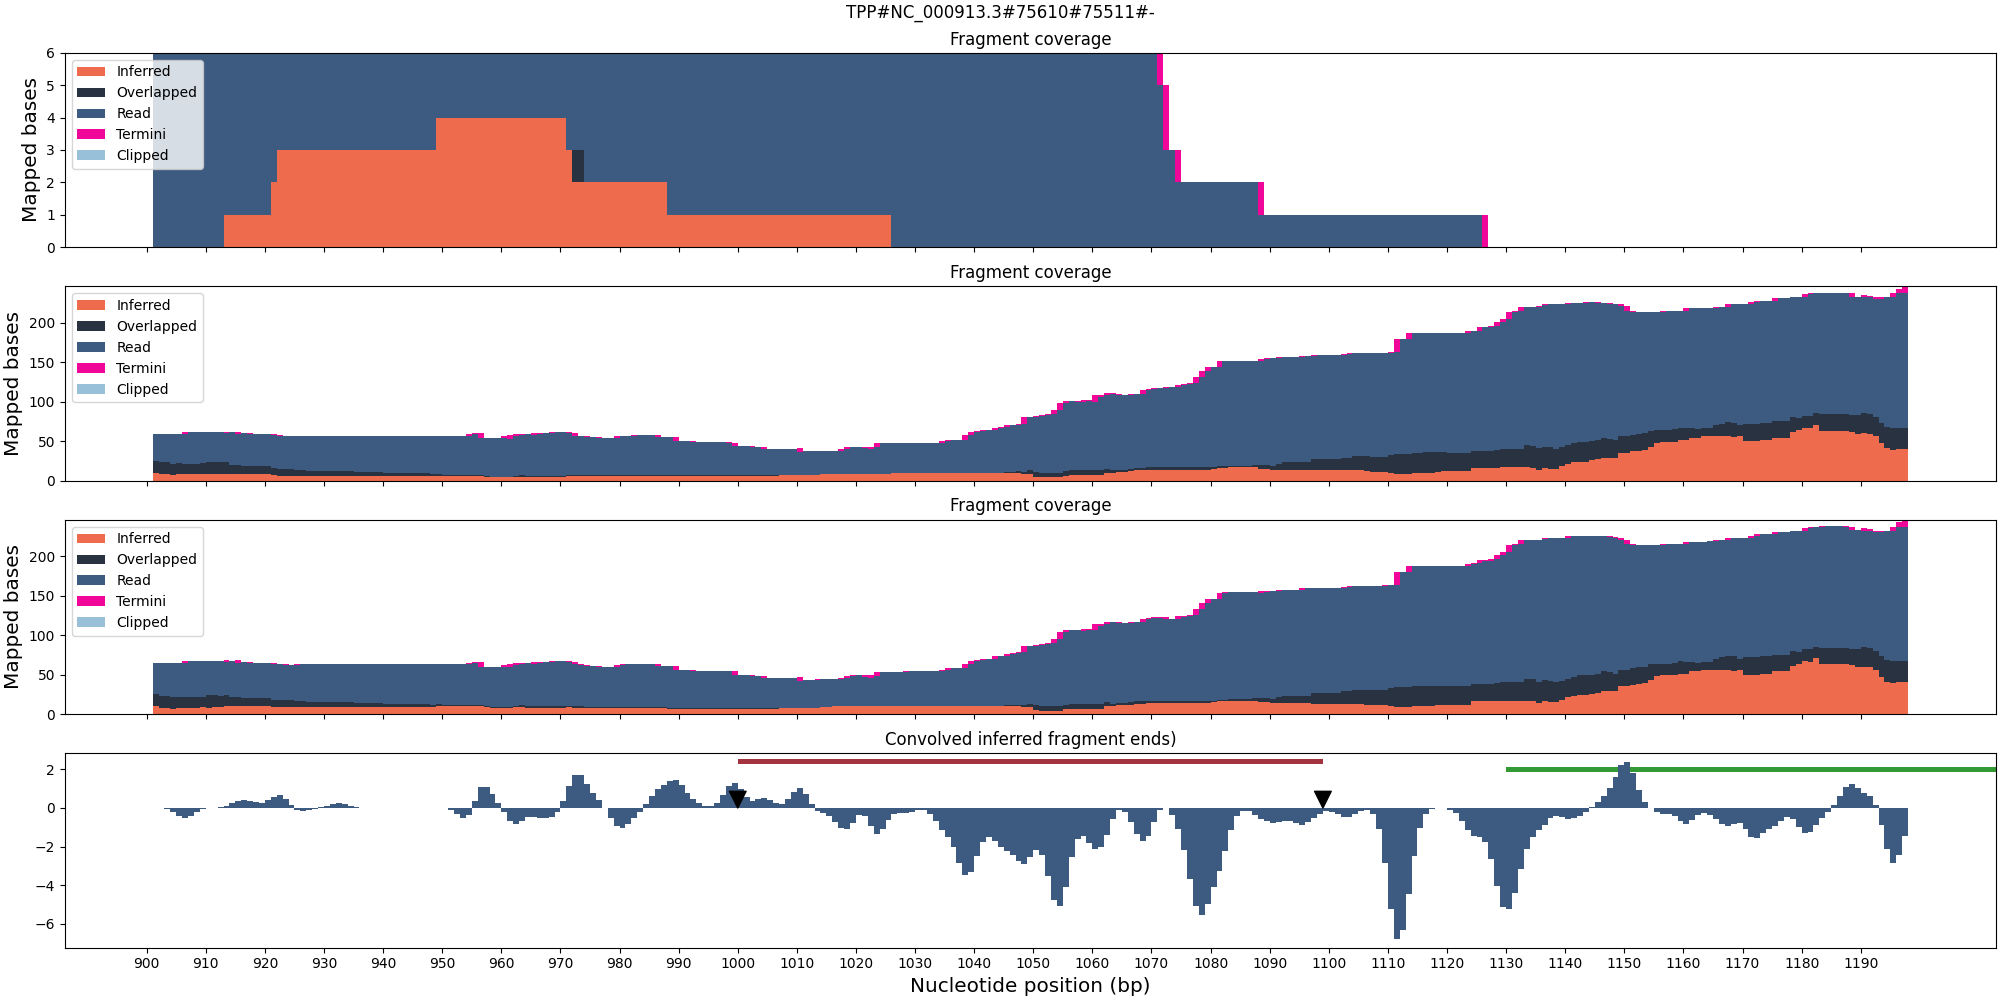 TPP#NC_000913.3#75610#75511#-
Fragment coverage
Mapped bases
6
5
4
3
2
1
0
Inferred
Overlapped
Read
Termini
Clipped
Fragment coverage
Mapped bases
200
150
100
50
0
Inferred
Overlapped
Read
Termini
Clipped
Fragment coverage
Mapped bases
200
150
100
50
0
Inferred
Overlapped
Read
Termini
Clipped
Convolved inferred fragment ends)
2
0
−2
−4
−6
900 910 920 930 940 950 960 970 980 990 1000 1010 1020 1030 1040 1050 1060 1070 1080 1090 1100 1110 1120 1130 1140 1150 1160 1170 1180 1190
Nucleotide position (bp)